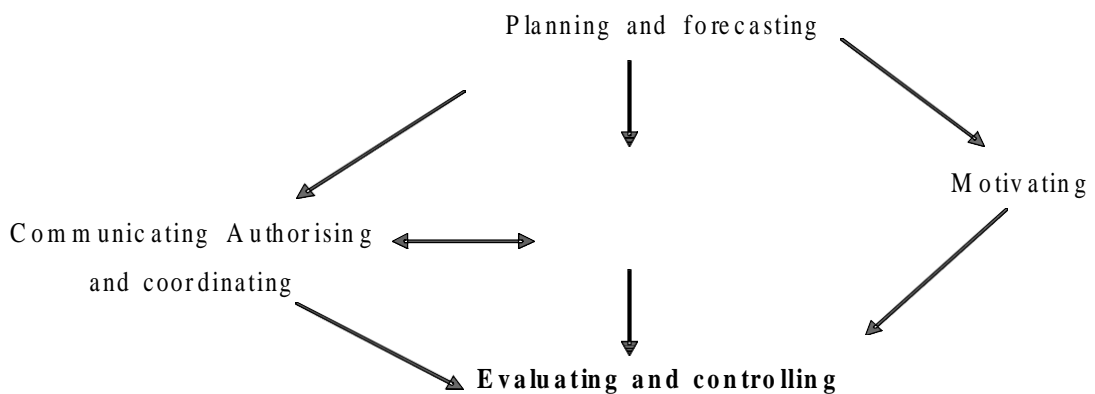 Planning and forecasting
Motivating
Communicating Authorising
and coordinating
Evaluating and controlling